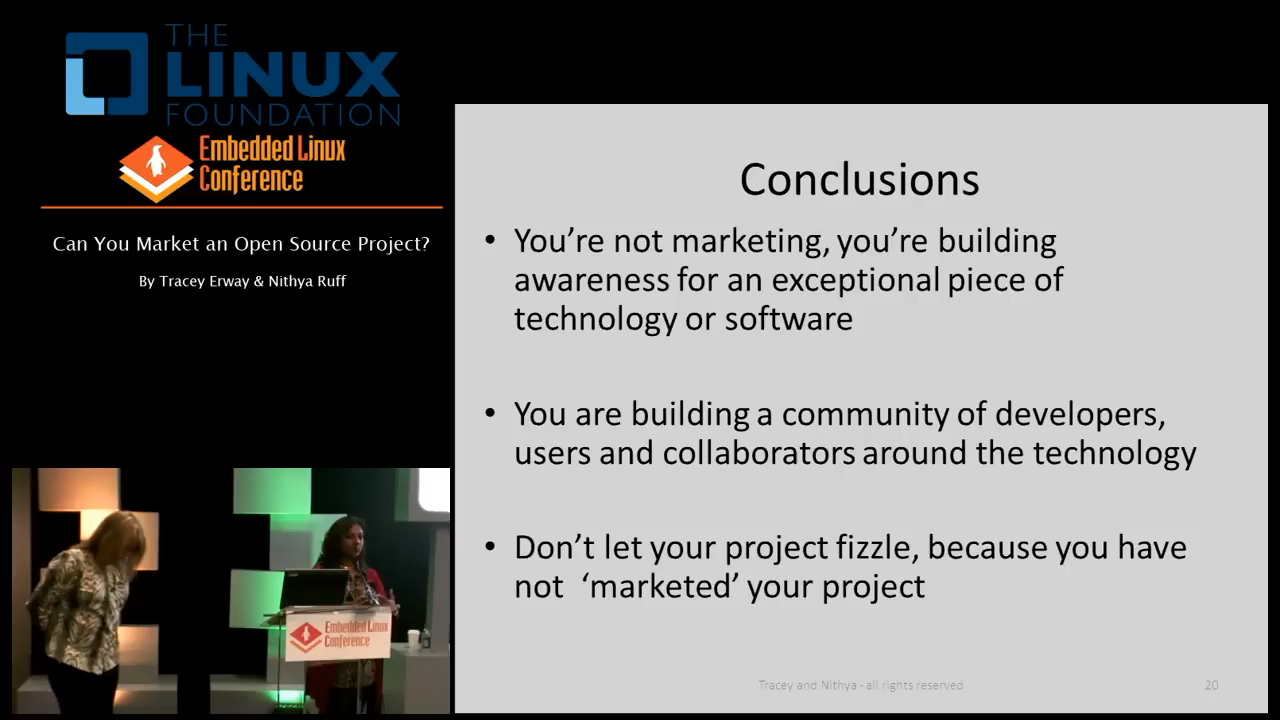 THE
LINUX
FOUNDATION
Embedded Linux
Conference
Can You Market an Open Source Project?
By Tracey Erway & Nithya Ruff
Conclusions
• You’re not marketing, you’re building
awareness for an exceptional piece of
technology or software
• You are building a community of developers,
users and collaborators around the technology
• Don’t let your project fizzle, because you have
not ‘marketed’ your project
Tracey and Nithya - all rights reserved
20
Embedded Linux
Conference